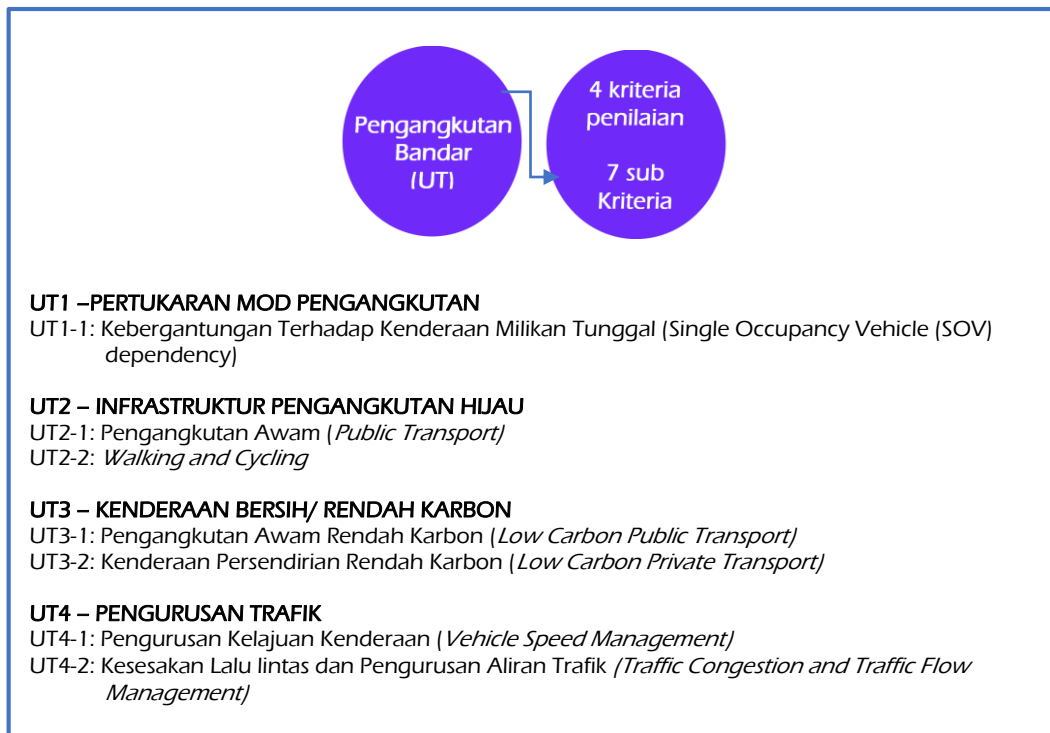 Pengangkutan
Bandar
(UT)
4 kriteria
penilaian
7 sub
Kriteria
UT1 –PERTUKARAN MOD PENGANGKUTAN
UT1-1: Kebergantungan Terhadap Kenderaan Milikan Tunggal (Single Occupancy Vehicle (SOV)
dependency)
UT2 – INFRASTRUKTUR PENGANGKUTAN HIJAU
UT2-1: Pengangkutan Awam (Public Transport)
UT2-2: Walking and Cycling
UT3 – KENDERAAN BERSIH/ RENDAH KARBON
UT3-1: Pengangkutan Awam Rendah Karbon (Low Carbon Public Transport)
UT3-2: Kenderaan Persendirian Rendah Karbon (Low Carbon Private Transport)
UT4 – PENGURUSAN TRAFIK
UT4-1: Pengurusan Kelajuan Kenderaan (Vehicle Speed Management)
UT4-2: Kesesakan Lalu lintas dan Pengurusan Aliran Trafik (Traffic Congestion and Traffic Flow
Management)